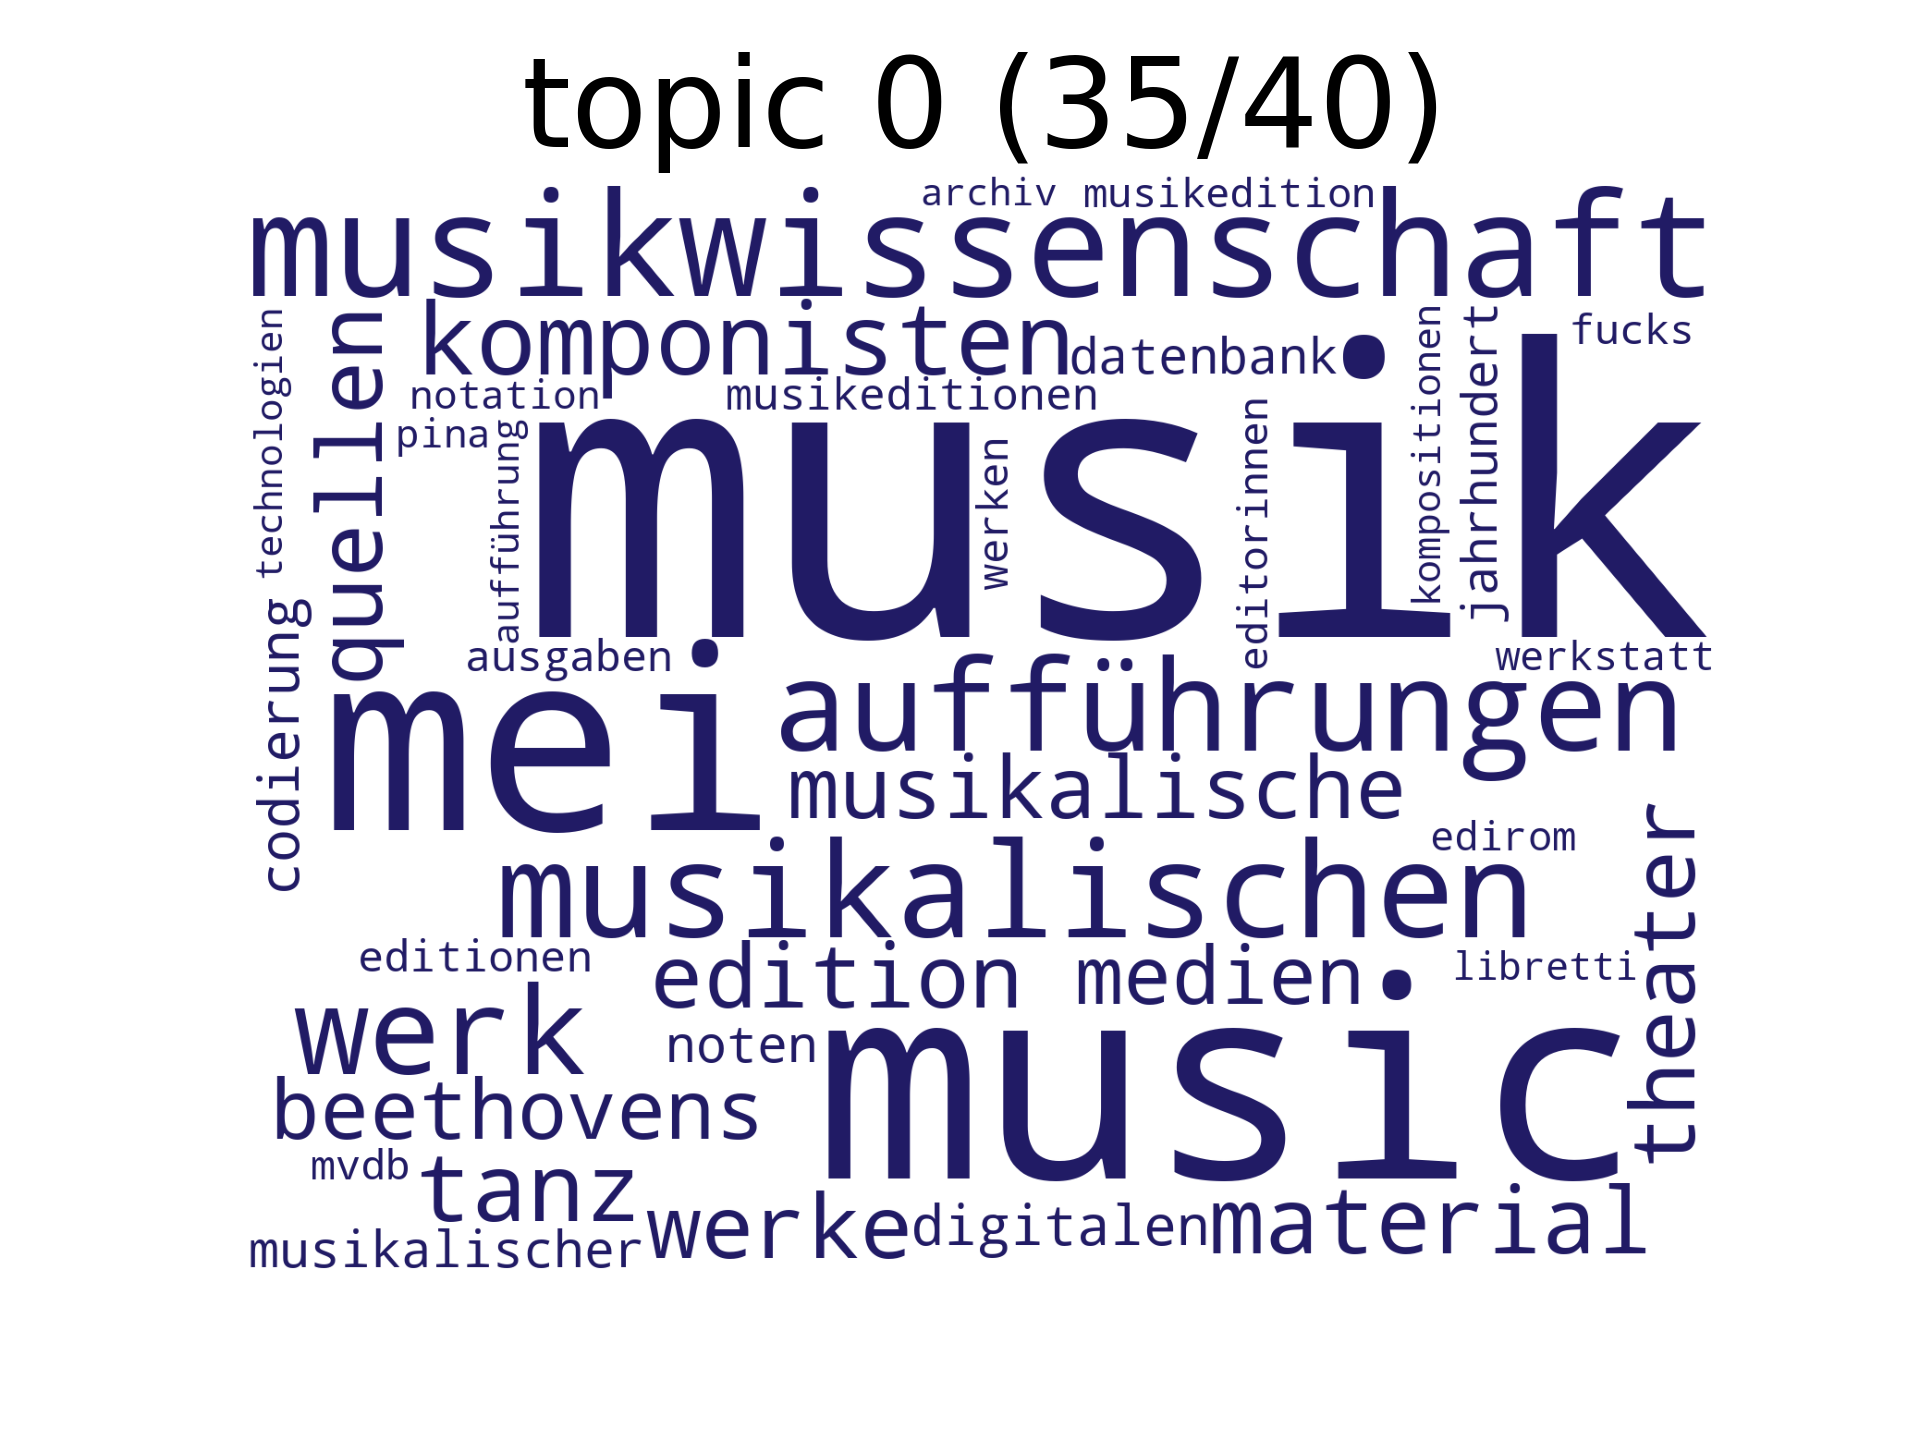 topic 0 (35/40)
archiv musikedition
musikwissenschaft
komponisten
datenbank
fucks
notation
musikeditionen
pina
technologien
quellen
aufführung
musik
werken
editorinnen
kompositionen
jahrhundert
codierung
ausgaben
werkstatt
mei
aufführungen
musikalische
edirom
musikalischen
theater
editionen
edition medien
libretti
werk
noten
music
beethovens
mvdb
tanz
musikalischer
werke
digitalen
material